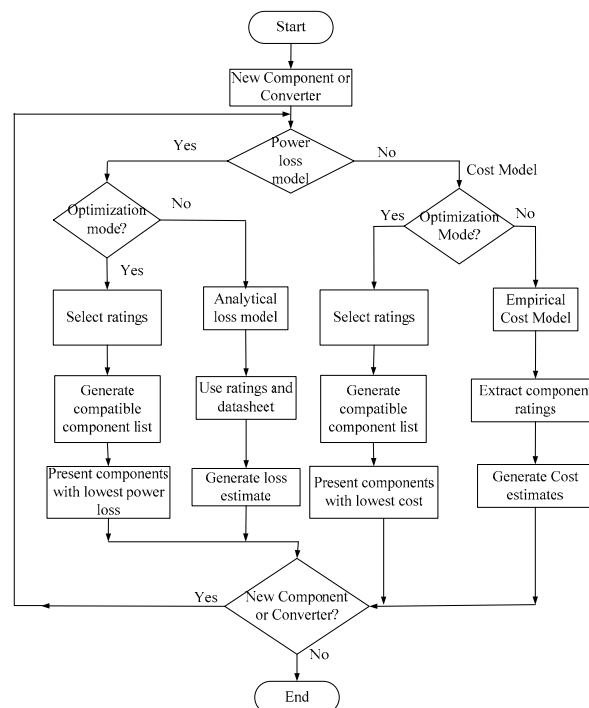 Start
New Component or
Converter
Yes
Power
loss
model
No
Cost Model
Optimization
mode?
No
Yes
Yes
Optimization
Mode?
No
Select ratings
Analytical
loss model
Select ratings
Empirical
Cost Model
Generate
compatible
component list
Use ratings and
datasheet
Generate
compatible
component list
Extract component
ratings
Present components
with lowest power
loss
Generate loss
estimate
Present components
with lowest cost
Generate Cost
estimates
Yes
New Component
or Converter?
No
End